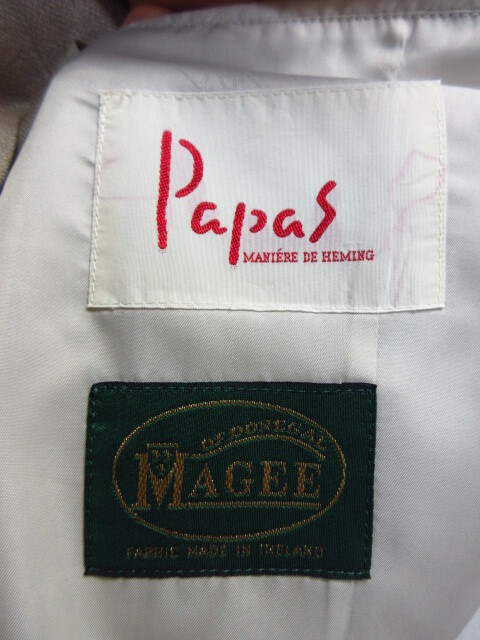 Papas
MANIÉRE DE HEMING
OF DONEGAL
MAGEE
FABRIC MADE IN IRELAND